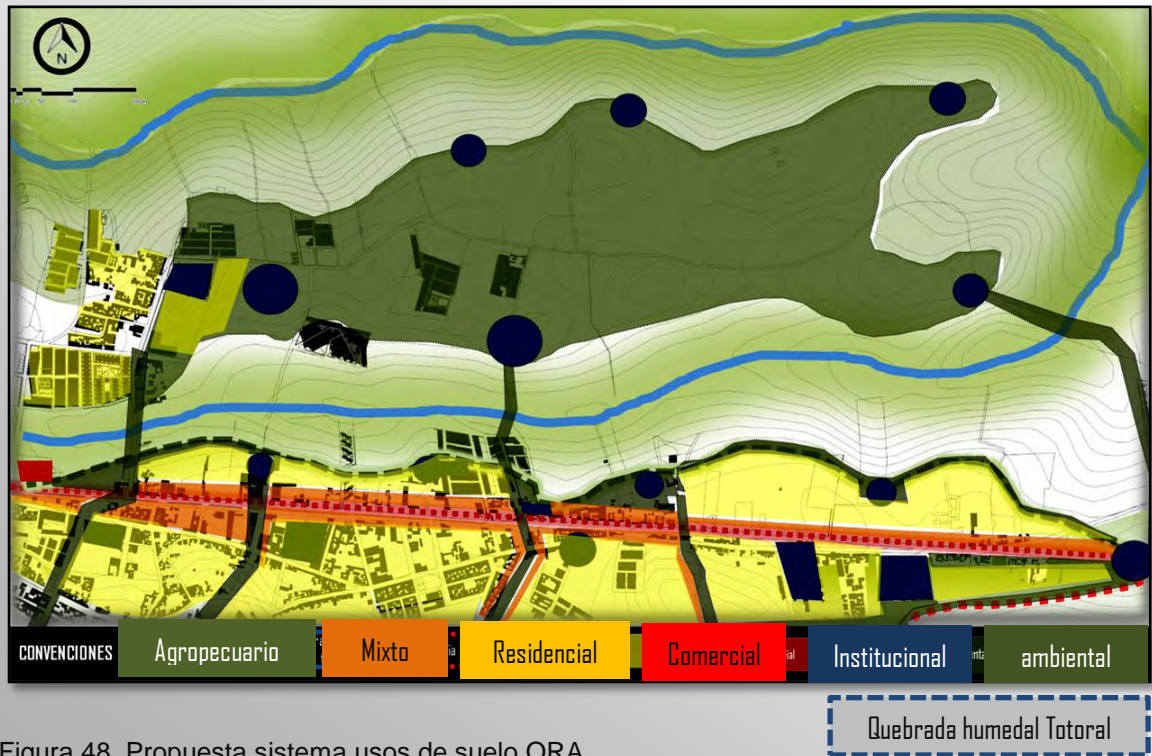 N
CONVENCIONES
Agropecuario
Mixto
Residencial
Comercial
Institucional
ambiental
Quebrada humedal Totoral
Figura 48. Propuesta sistema usos de suelo ORA